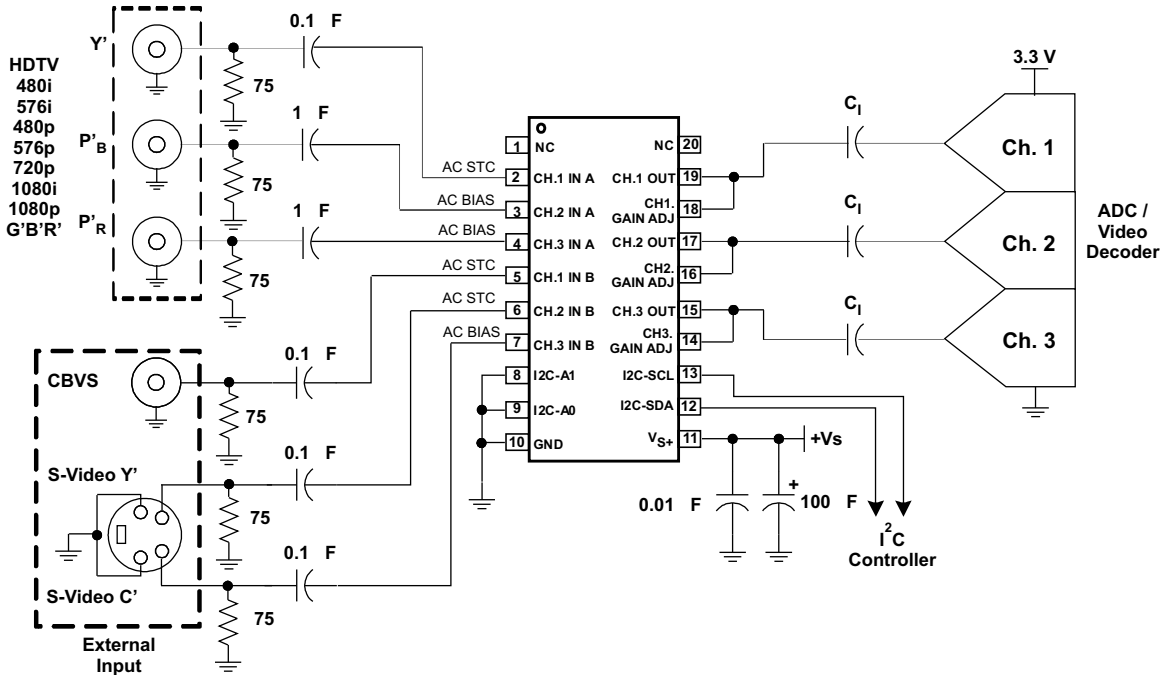 HDTV
480i
576i
480p
576p
720p
1080i
1080p
G'B'R'
Y'
P'B
P'R
0.1 F
75
1 F
75
1 F
75
AC STC
AC BIAS
AC BIAS
AC STC
AC STC
AC BIAS
CBVS
S-Video Y'
S-Video C'
External
Input
0.1 F
75
0.1 F
75
0.1 F
75
1 NC
2 CH.1 IN A
3 CH.2 IN A
4 CH.3 IN A
5 CH.1 IN B
6 CH.2 IN B
7 CH.3 IN B
8 I2C-A1
9 I2C-A0
10 GND
NC 20
CH.1 OUT 19
CH1.
GAIN ADJ 18
CH.2 OUT 17
CH2.
GAIN ADJ 16
CH.3 OUT 15
CH3.
GAIN ADJ 14
I2C-SCL 13
I2C-SDA 12
VS+ 11
+Vs
0.01 F
+
100 F
I2C
Controller
CI
CI
CI
3.3 V
Ch. 1
Ch. 2
Ch. 3
ADC /
Video
Decoder